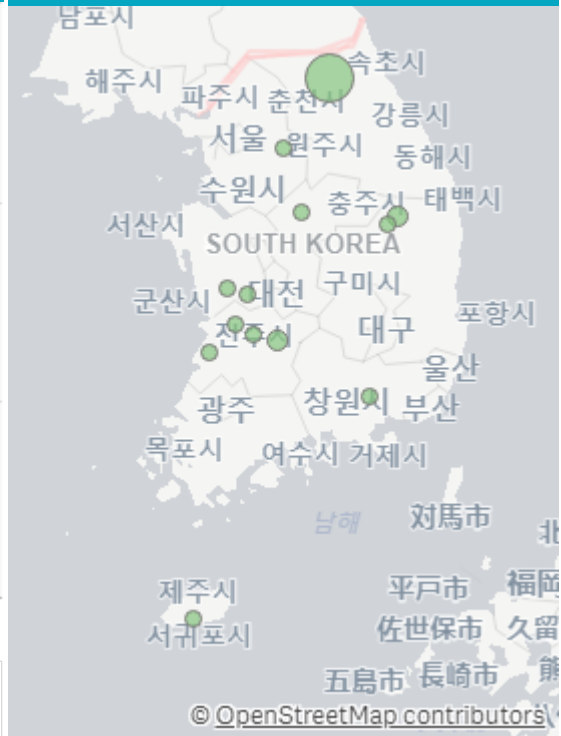 남포시
속초시
해주시
파주시 춘천시
강릉시
서울 원주시
동해시
수원시 충주시 태백시
서산시
SOUTH KOREA
군산시 대전 구미시
포항시
전주시 대구
울산
광주 창원시 부산
목포시 여수시 거제시
남해 対馬市
北
제주시 平戸市 福岡
서귀포시 佐世保市 久留
五島市 長崎市 熊
© OpenStreetMap contributors